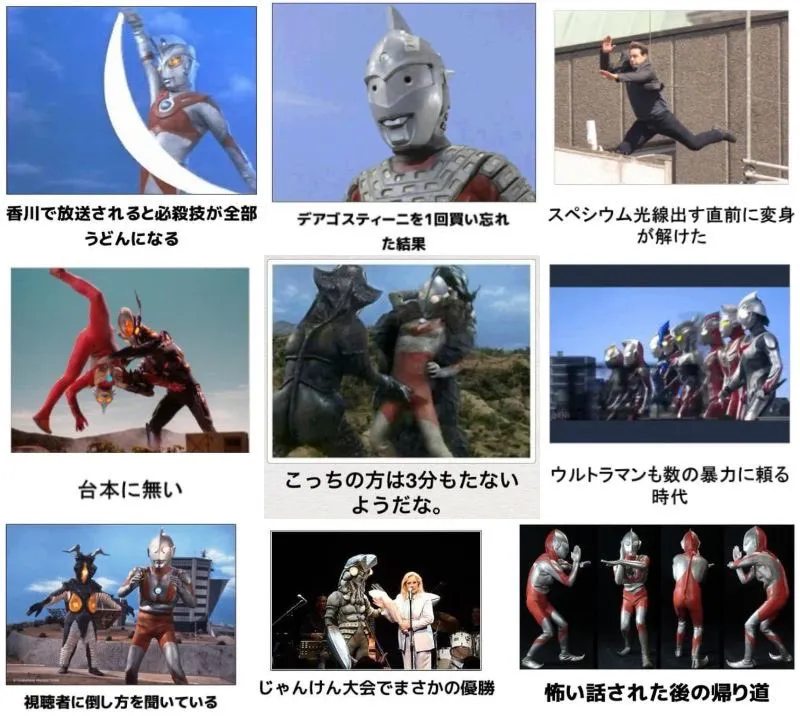 香川で放送されると必殺技が全部
うどんになる
デアゴスティーニを1回買い忘れ
た結果
スペシウム光線出す直前に変身
が解けた
台本に無い
こっちの方は3分もたない
ようだな。
ウルトラマンも数の暴力に頼る
時代
視聴者に倒し方を聞いている
じゃんけん大会でまさかの優勝
怖い話された後の帰り道